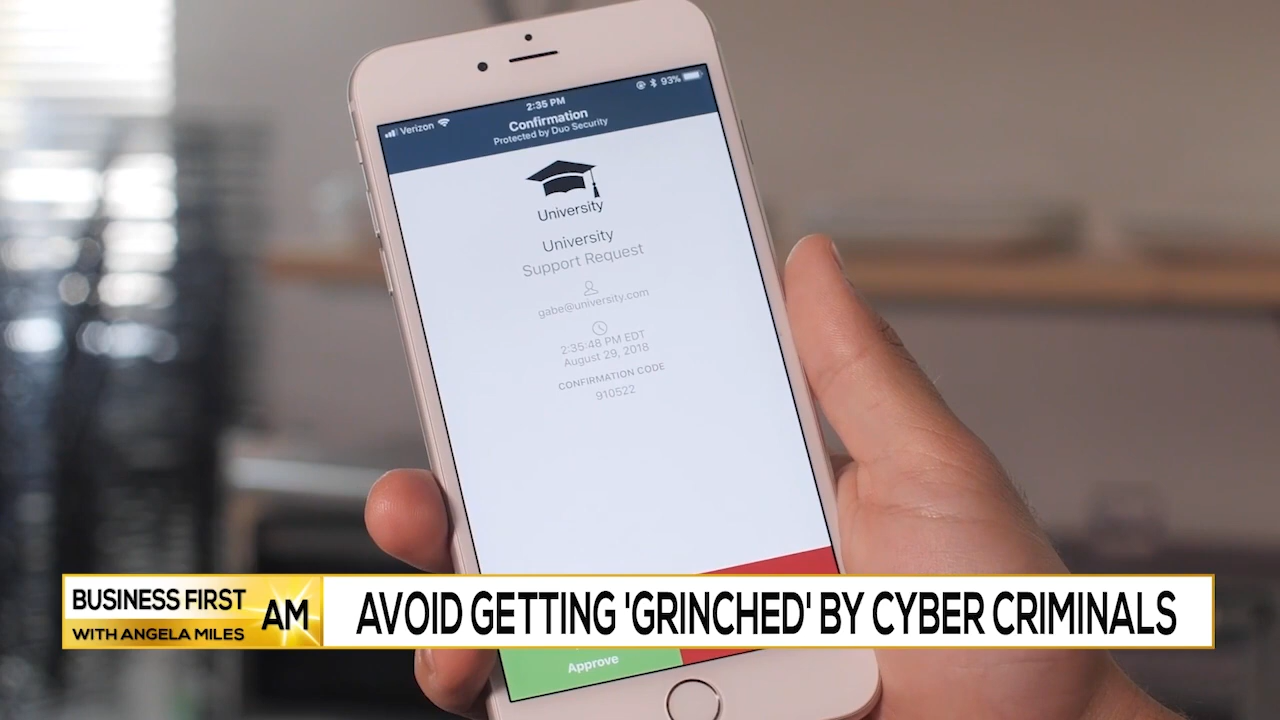 Verizon
2:35 PM
93%
Confirmation
Protected by Duo Security
University
University
Support Request
gabe@university.com
2:35:48 PM EDT
August 29, 2018
CONFIRMATION CODE
910522
BUSINESS FIRST
AM
WITH ANGELA MILES
AVOID GETTING 'GRINCHED' BY CYBER CRIMINALS
Approve